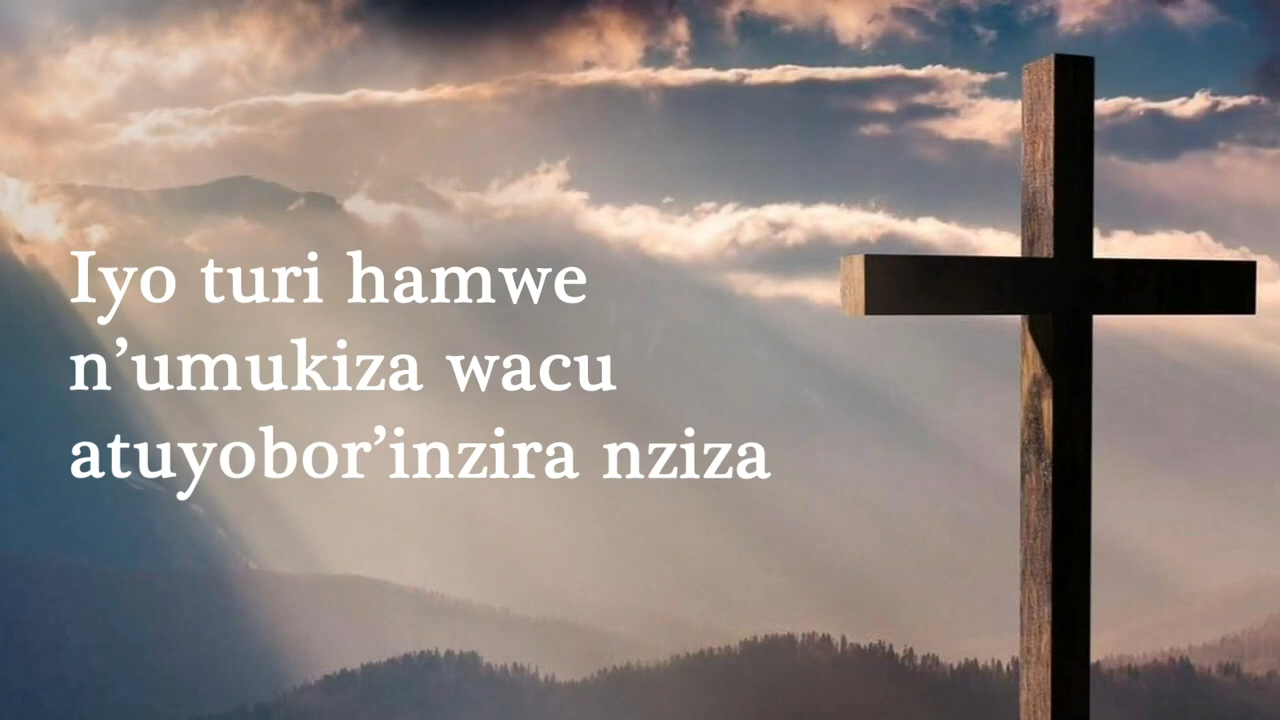 Iyo turi hamwe
n’umukiza wacu
atuyobor’inzira nziza